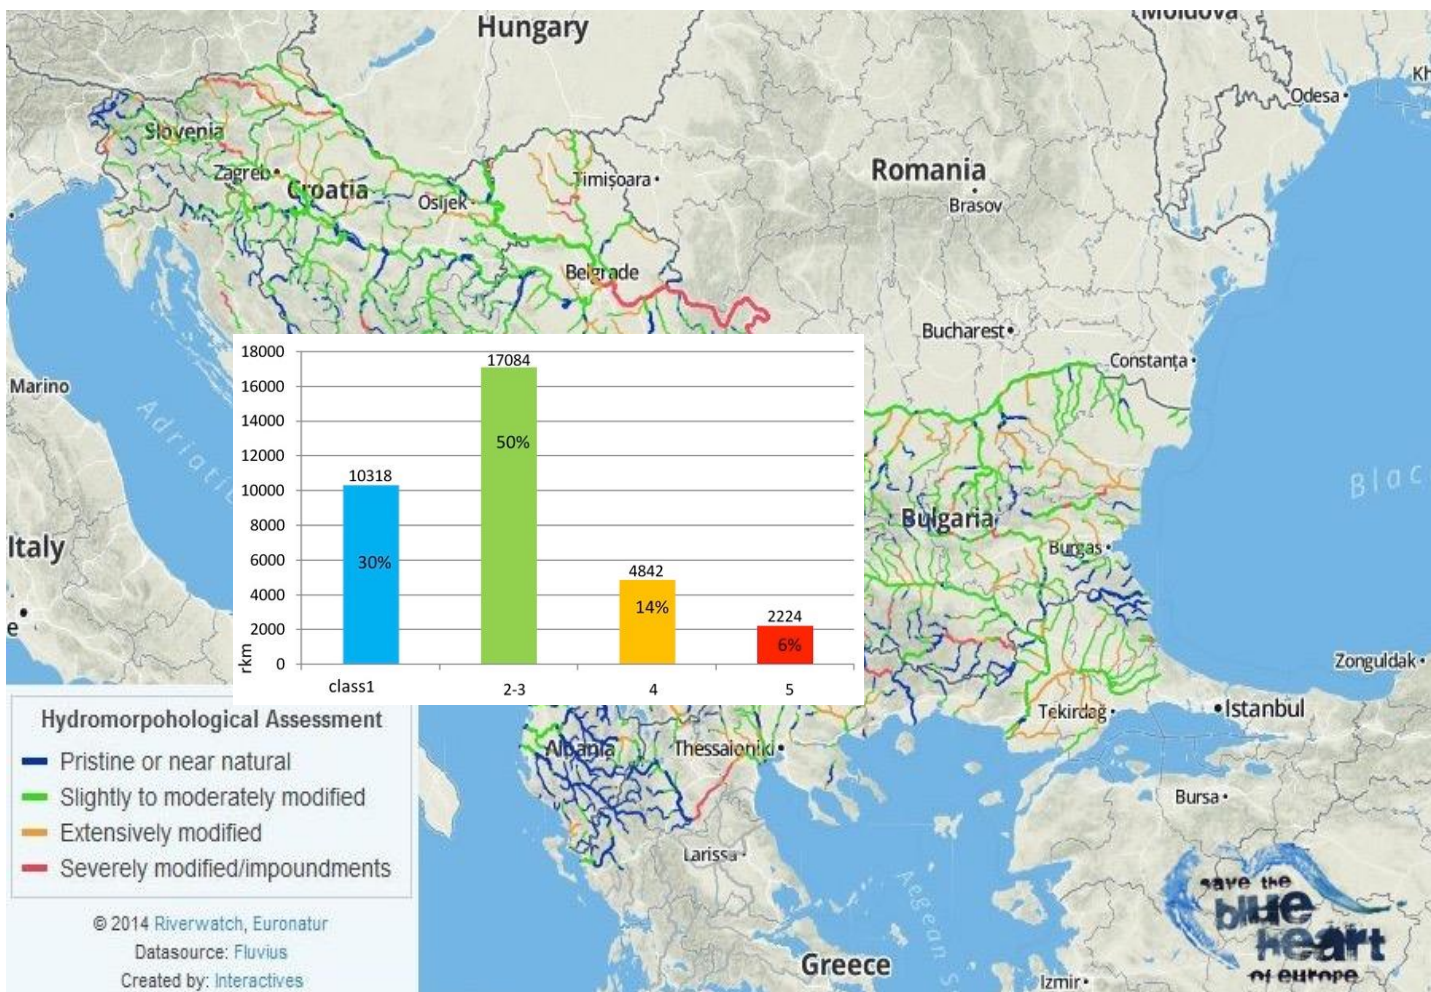 Hungary
Moldova
Odesa
Kh
Slovenia
Romania
Zagreb
Croatia
Timișoara
Osijek
Brasov
Belgrade
Bucharest
Constanța
Marino
Adriatic
Blac
Italy
e
Bulgaria
Burgas
18000
16000
14000
12000
10000
8000
6000
4000
2000
0
rkm
10318
30%
17084
50%
4842
14%
2224
6%
class1
2-3
4
5
Zonguldak
Tekirdağ
Istanbul
Albania
Thessaloniki
Bursa
Larissa
Aegean S
Greece
Izmir
Hydromorpohological Assessment
Pristine or near natural
Slightly to moderately modified
Extensively modified
Severely modified/impoundments
© 2014 Riverwatch, Euronatur
Datasource: Fluvius
Created by: Interactives
save the
blue
heart
of europe